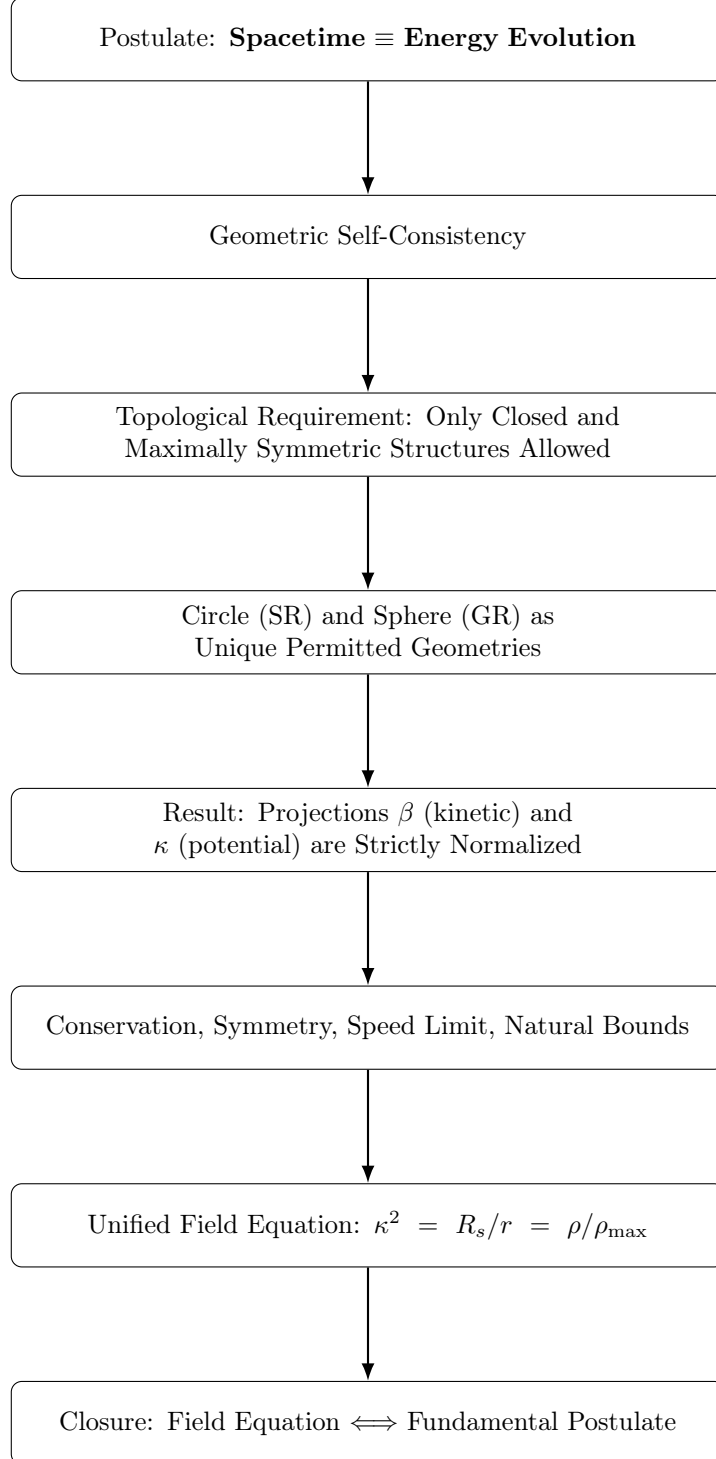 Postulate: Spacetime ≡ Energy Evolution
Geometric Self-Consistency
Topological Requirement: Only Closed and
Maximally Symmetric Structures Allowed
Circle (SR) and Sphere (GR) as
Unique Permitted Geometries
Result: Projections β (kinetic) and
κ (potential) are Strictly Normalized
Conservation, Symmetry, Speed Limit, Natural Bounds
Unified Field Equation: κ² = Rₛ/r = ρ/ρ_max
Closure: Field Equation ⟺ Fundamental Postulate